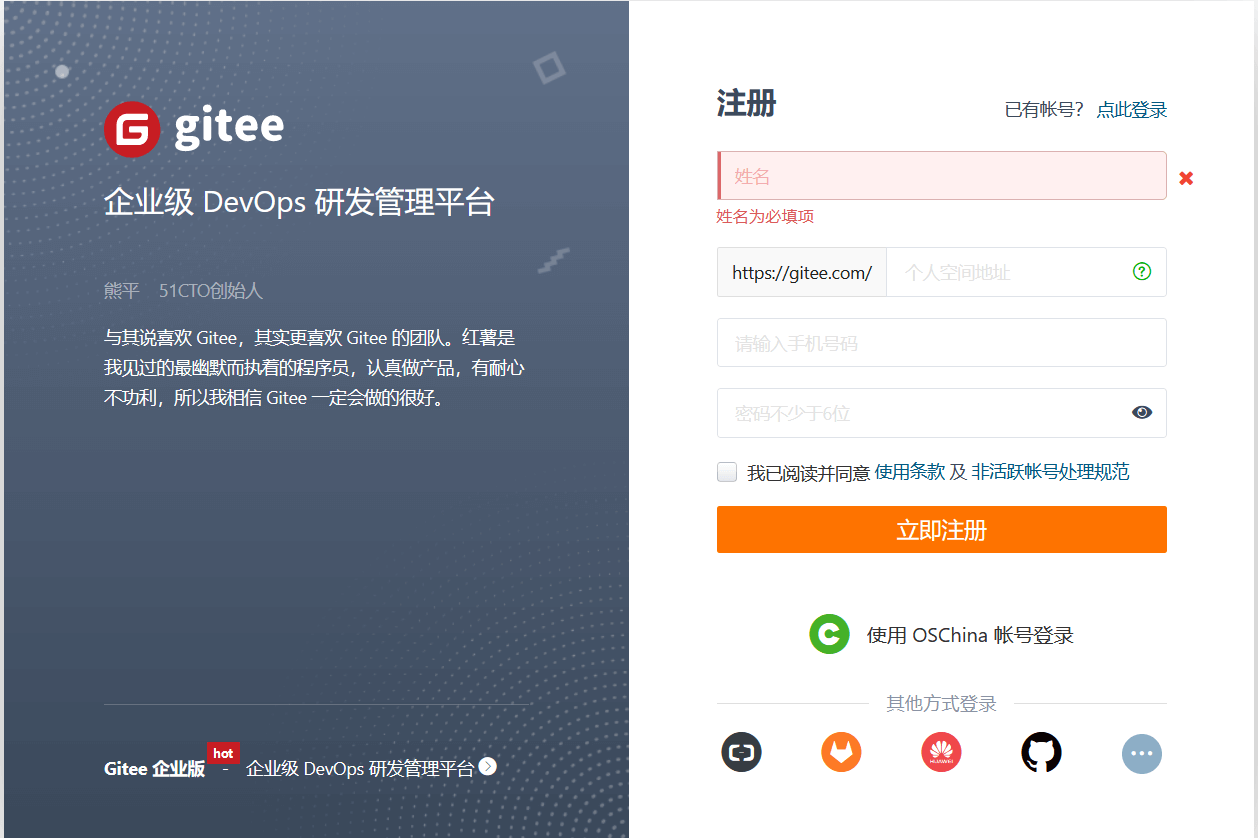 gitee
企业级 DevOps 研发管理平台
熊平 51CTO创始人
与其说喜欢 Gitee，其实更喜欢 Gitee 的团队。红薯是
我见过的最幽默而执着的程序员，认真做产品，有耐心
不功利，所以我相信 Gitee 一定会做的很好。
hot
Gitee 企业版 - 企业级 DevOps 研发管理平台
注册
已有帐号？ 点此登录
姓名
姓名为必填项
https://gitee.com/ 个人空间地址
请输入手机号码
密码不少于6位
我已阅读并同意 使用条款 及 非活跃帐号处理规范
立即注册
使用 OSChina 帐号登录
其他方式登录
HUAWEI